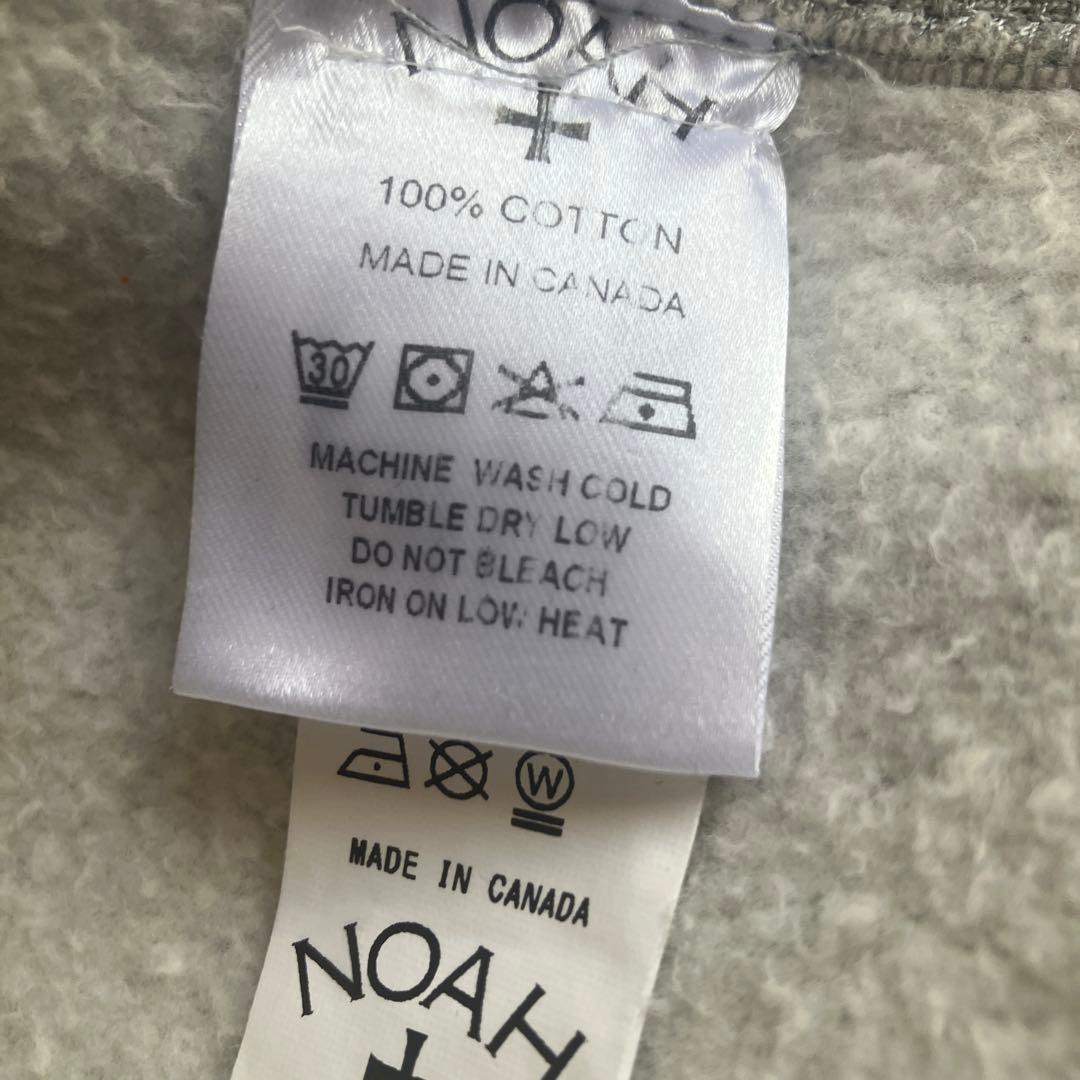 NOAH
100% COTTON
MADE IN CANADA
30
MACHINE WASH COLD
TUMBLE DRY LOW
DO NOT BLEACH
IRON ON LOW HEAT
W
MADE IN CANADA
NOAH